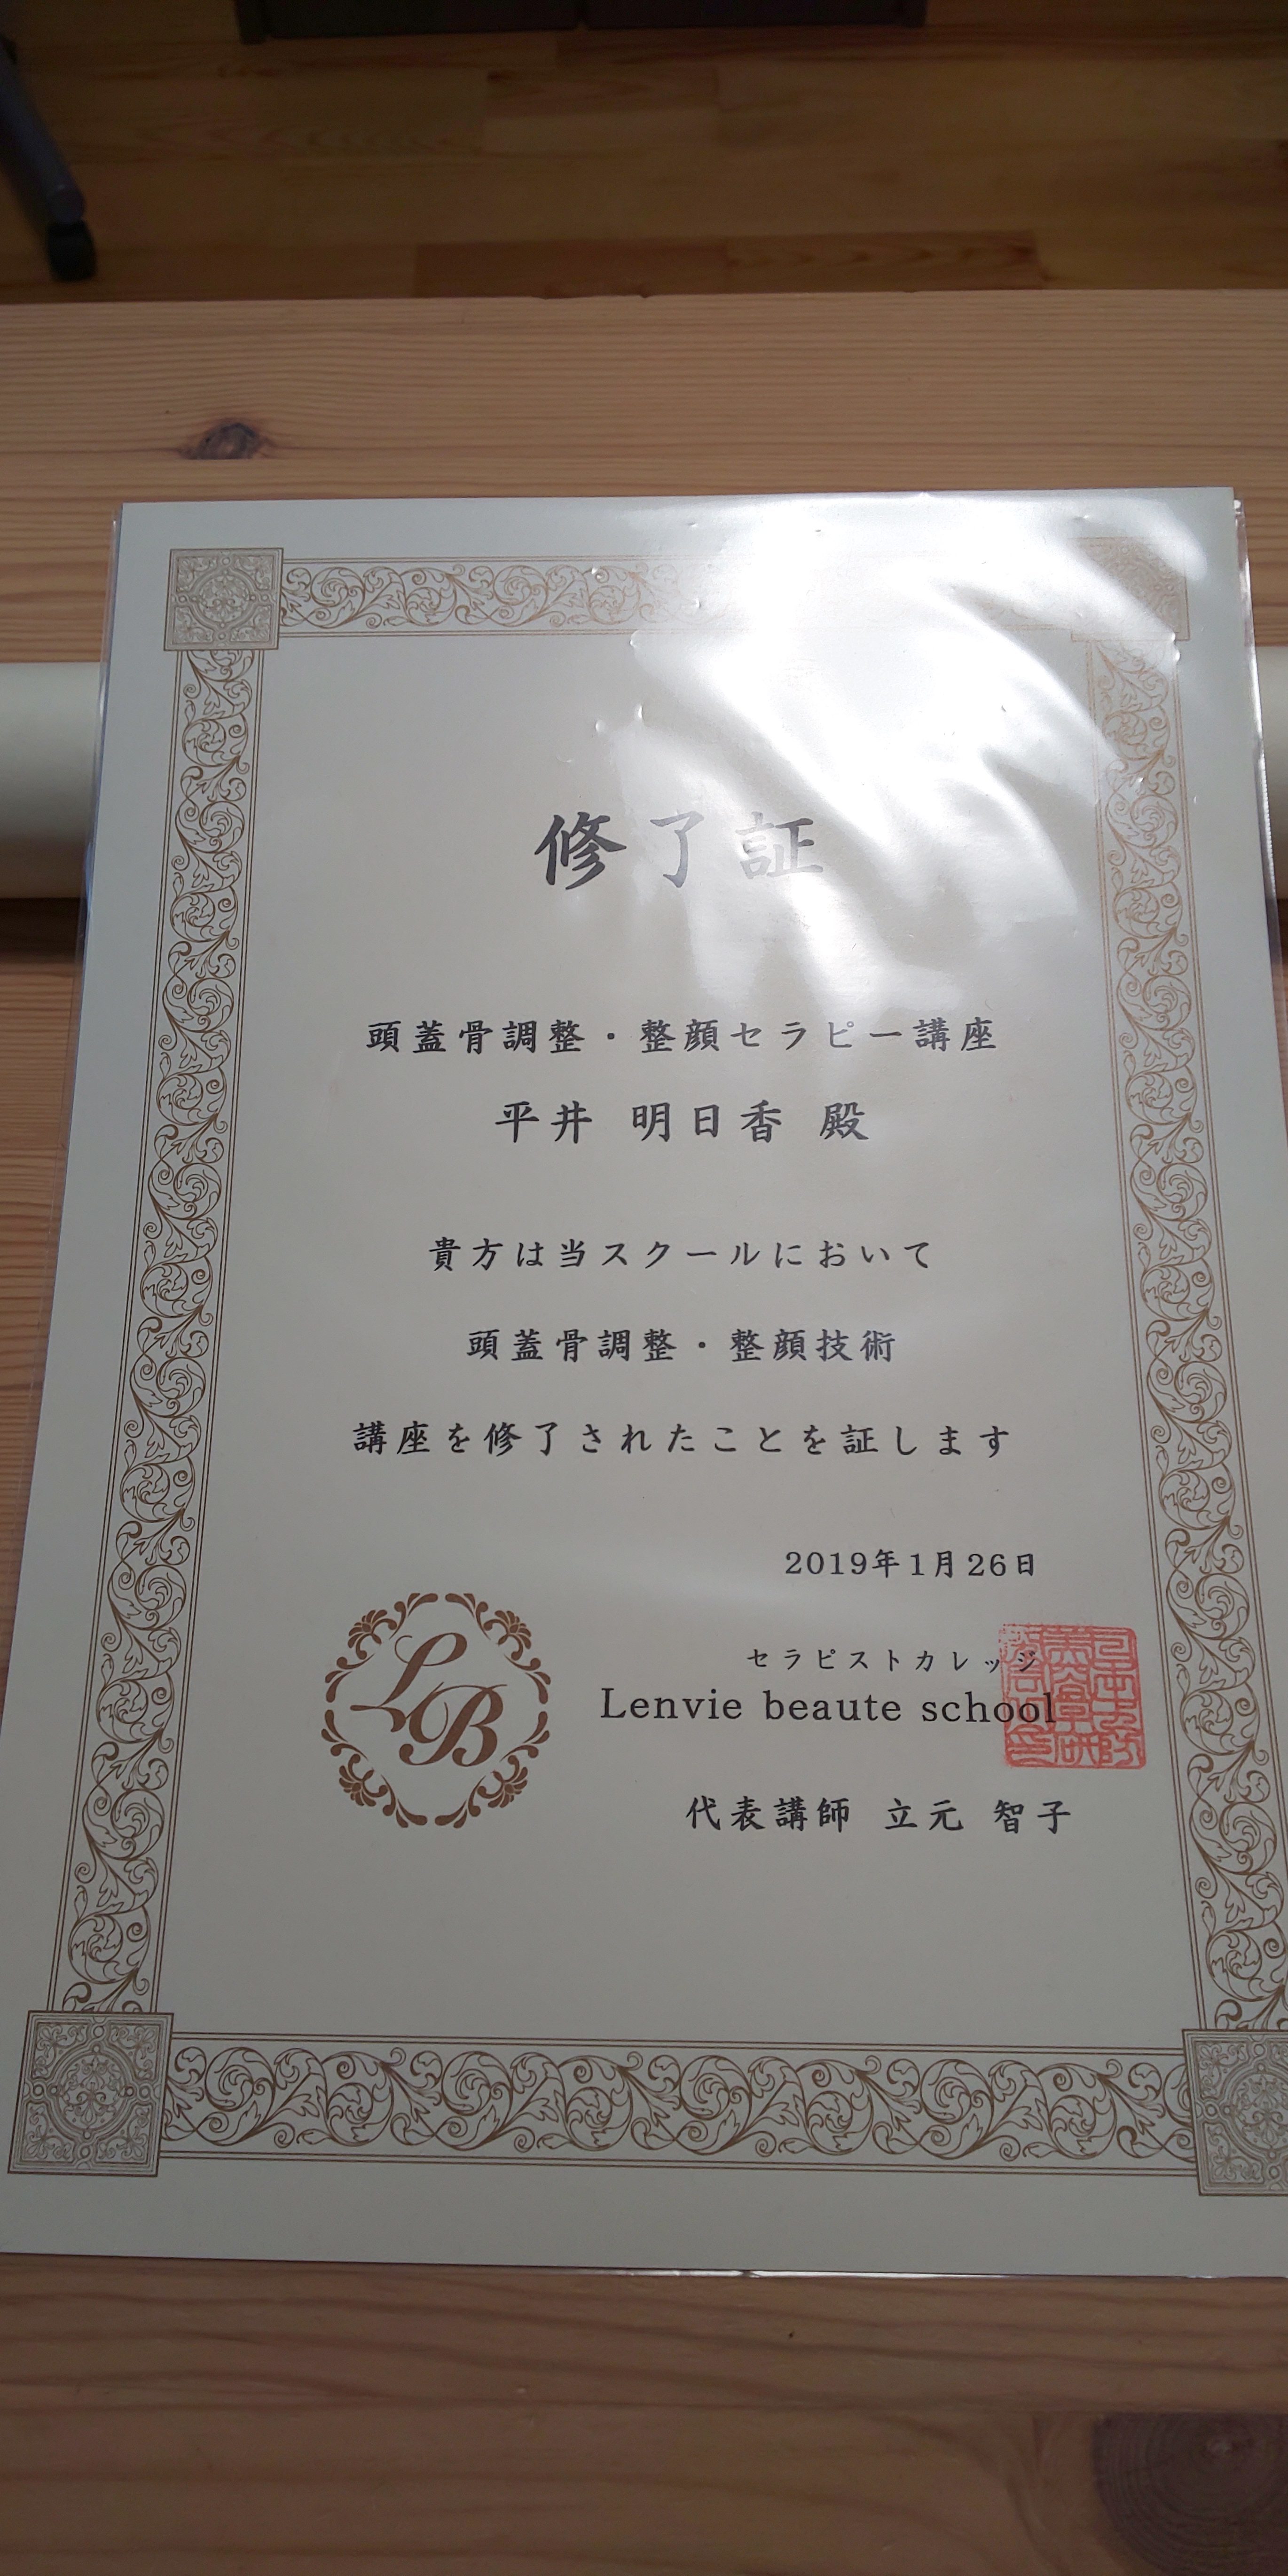 修了証
頭蓋骨調整・整顔セラピー講座
平井 明日香 殿
貴方は当スクールにおいて
頭蓋骨調整・整顔技術
講座を修了されたことを証します
2019年1月26日
セラピストカレッジ
Lenvie beaute school
代表講師 立元 智子
LB